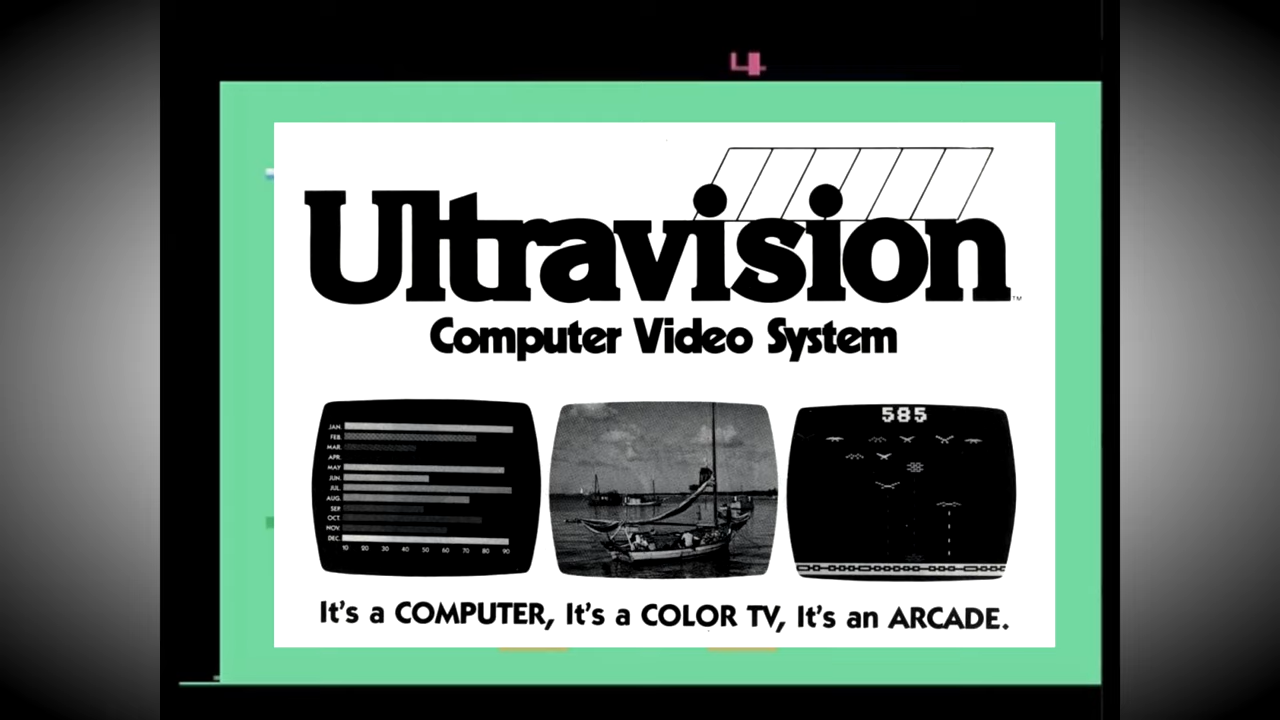 4
Ultravision™
Computer Video System
585
JAN.
FEB.
MAR.
APR.
MAY
JUN.
JUL.
AUG.
SEP.
OCT.
NOV.
DEC.
10 20 30 40 50 60 70 80 90
It's a COMPUTER, It's a COLOR TV, It's an ARCADE.